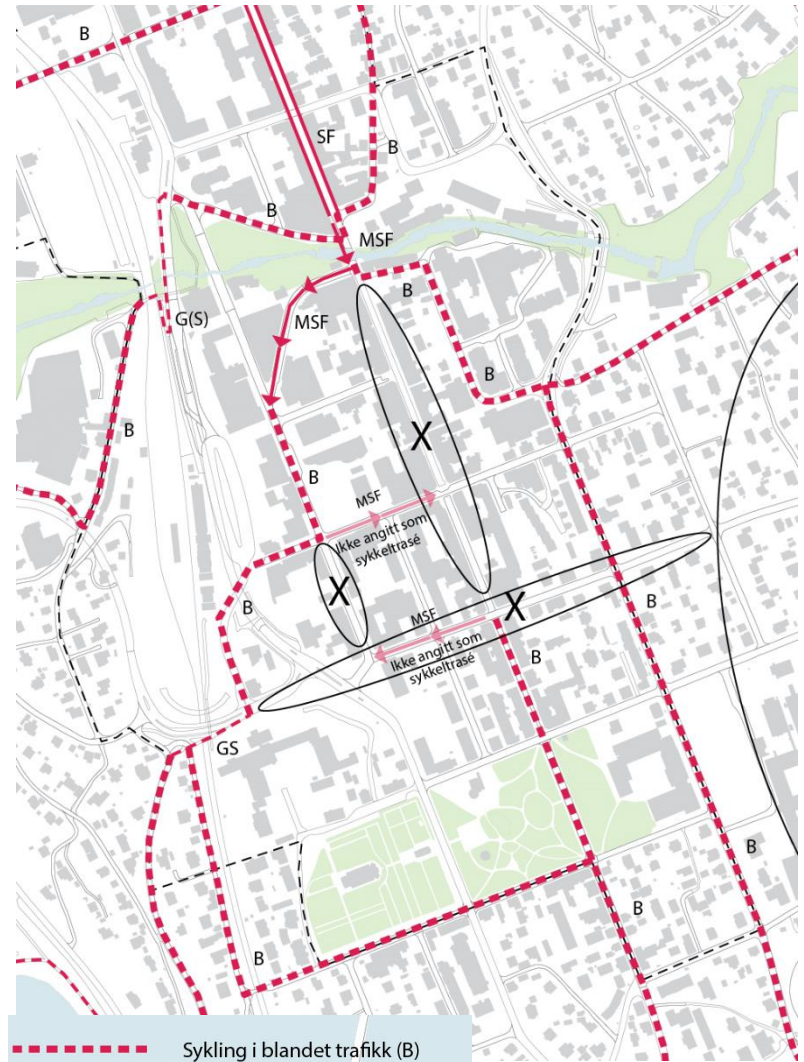 B
SF
B
B
MSF
B
G(S)
MSF
B
B
X
B
MSF
Ikke angitt som
sykkeltrasé
X
B
X
MSF
B
Ikke angitt som
sykkeltrasé
B
GS
B
B
B
Sykling i blandet trafikk (B)